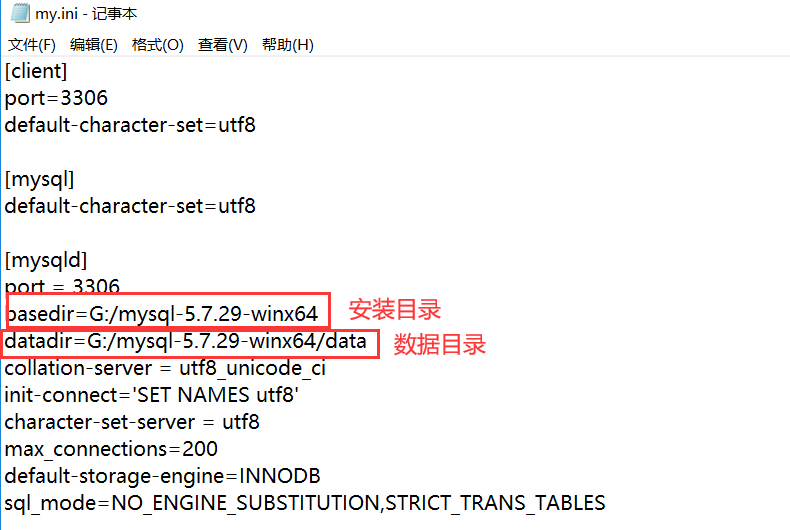 my.ini - 记事本
文件(F) 编辑(E) 格式(O) 查看(V) 帮助(H)
[client]
port=3306
default-character-set=utf8
[mysql]
default-character-set=utf8
[mysqld]
port = 3306
basedir=G:/mysql-5.7.29-winx64 安装目录
datadir=G:/mysql-5.7.29-winx64/data 数据目录
collation-server = utf8_unicode_ci
init-connect='SET NAMES utf8'
character-set-server = utf8
max_connections=200
default-storage-engine=INNODB
sql_mode=NO_ENGINE_SUBSTITUTION,STRICT_TRANS_TABLES